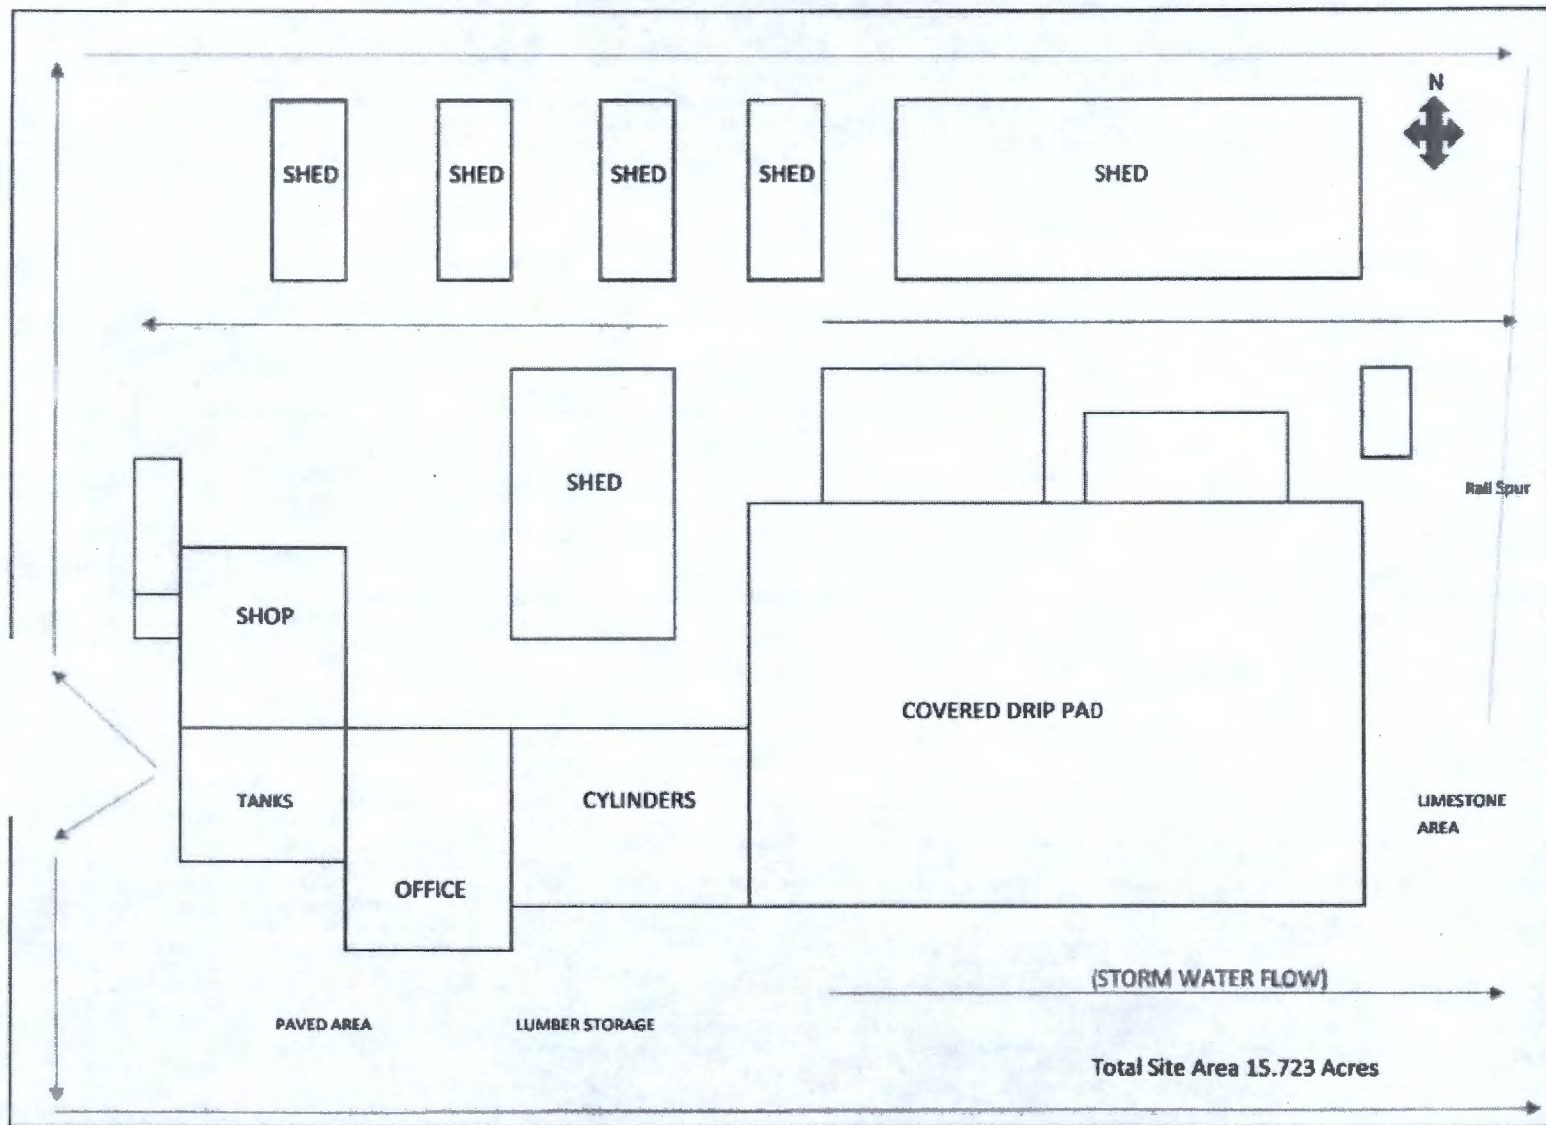 N
SHED SHED SHED SHED SHED
SHED
Rail Spur
SHOP
COVERED DRIP PAD
TANKS
CYLINDERS
LIMESTONE
AREA
OFFICE
(STORM WATER FLOW)
PAVED AREA
LUMBER STORAGE
Total Site Area 15.723 Acres